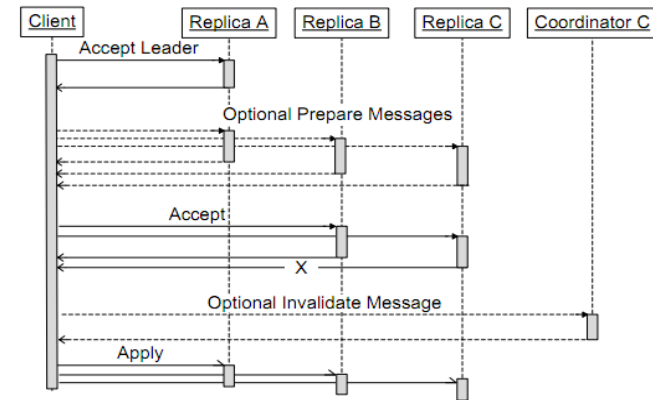 Client Replica A Replica B Replica C Coordinator C
Accept Leader
Optional Prepare Messages
Accept
X
Optional Invalidate Message
Apply